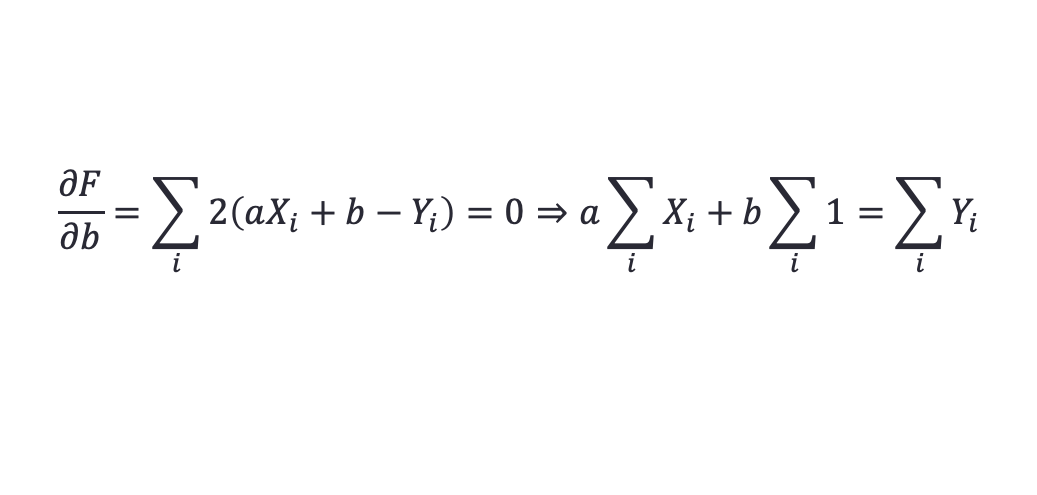 ∂F/∂b = ∑_i 2(aX_i + b − Y_i) = 0 ⇒ a ∑_i X_i + b ∑_i 1 = ∑_i Y_i